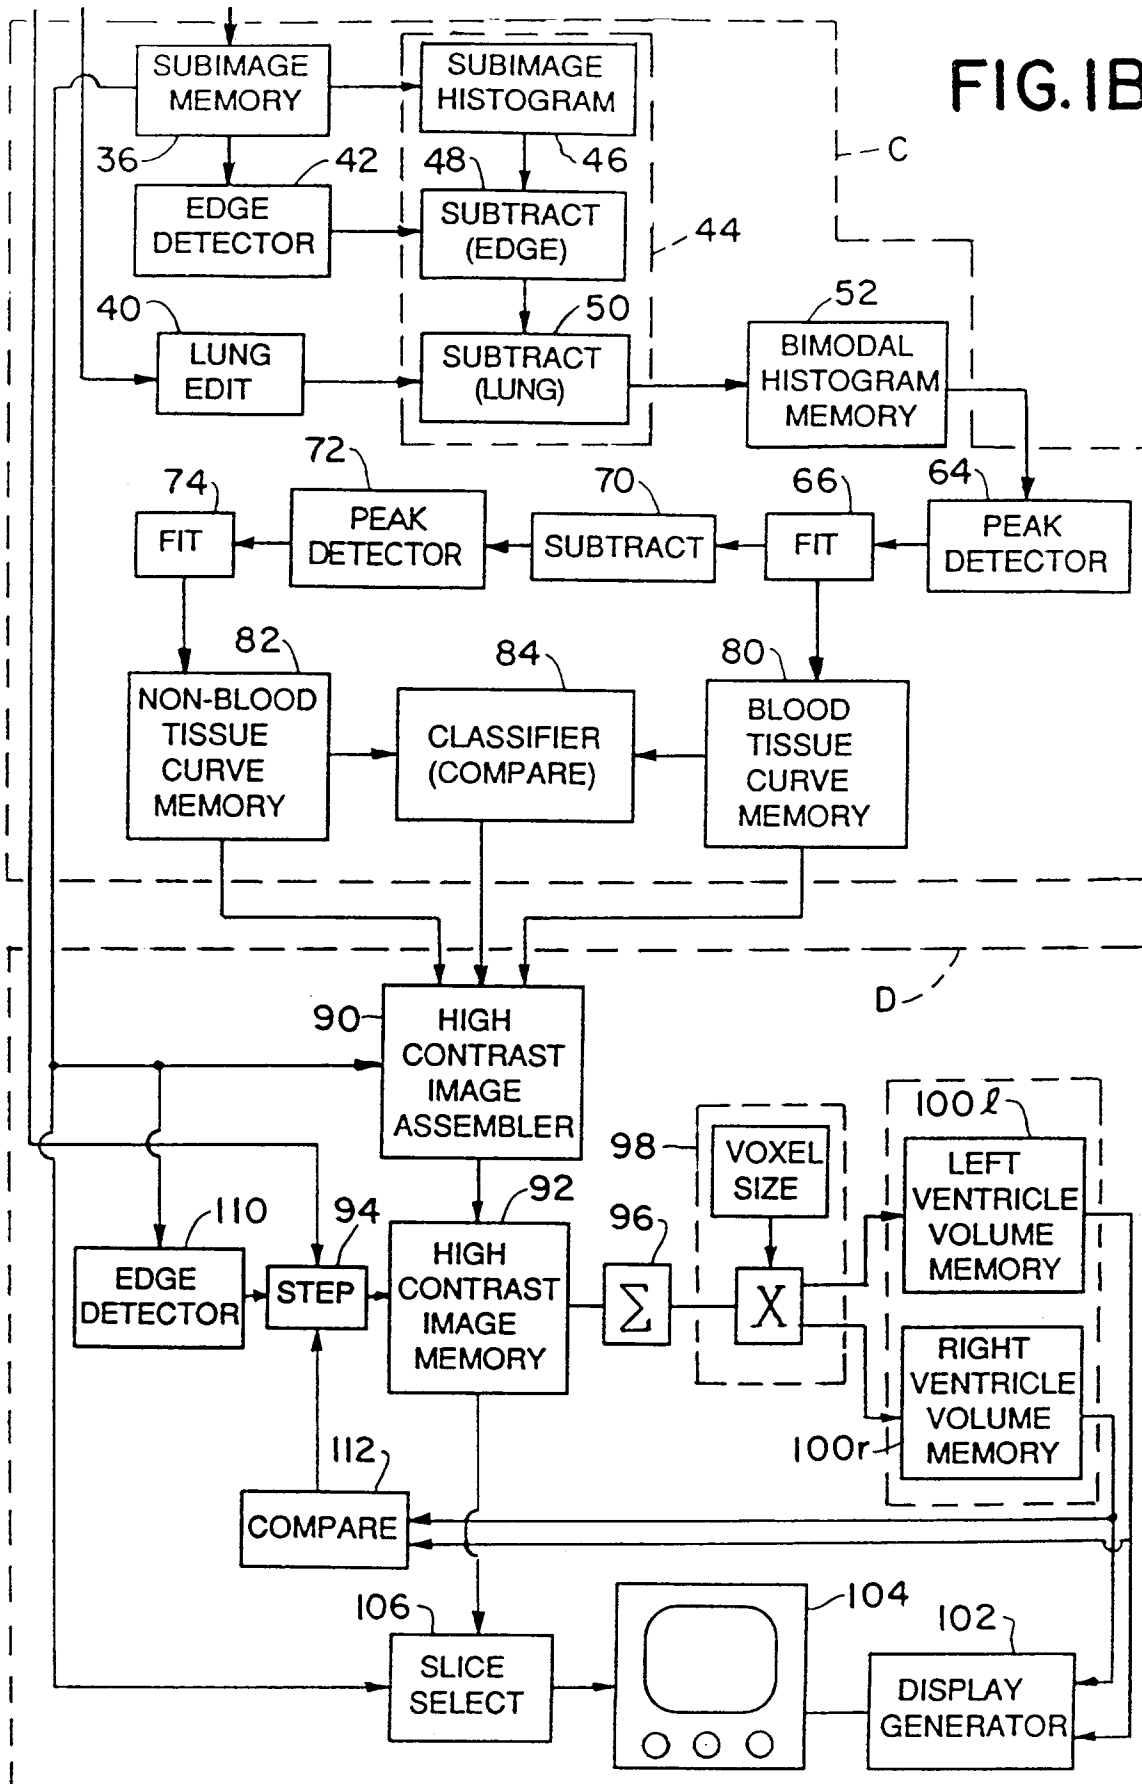 FIG.1B
SUBIMAGE
MEMORY
36
SUBIMAGE
HISTOGRAM
46
C
42
EDGE
DETECTOR
48
SUBTRACT
(EDGE)
44
40
LUNG
EDIT
50
SUBTRACT
(LUNG)
52
BIMODAL
HISTOGRAM
MEMORY
74
FIT
72
PEAK
DETECTOR
70
SUBTRACT
66
FIT
64
PEAK
DETECTOR
82
NON-BLOOD
TISSUE
CURVE
MEMORY
84
CLASSIFIER
(COMPARE)
80
BLOOD
TISSUE
CURVE
MEMORY
D
90
HIGH
CONTRAST
IMAGE
ASSEMBLER
110
EDGE
DETECTOR
94
STEP
92
HIGH
CONTRAST
IMAGE
MEMORY
96
Σ
98
VOXEL
SIZE
X
100ℓ
LEFT
VENTRICLE
VOLUME
MEMORY
RIGHT
VENTRICLE
VOLUME
MEMORY
100r
112
COMPARE
106
SLICE
SELECT
104
102
DISPLAY
GENERATOR